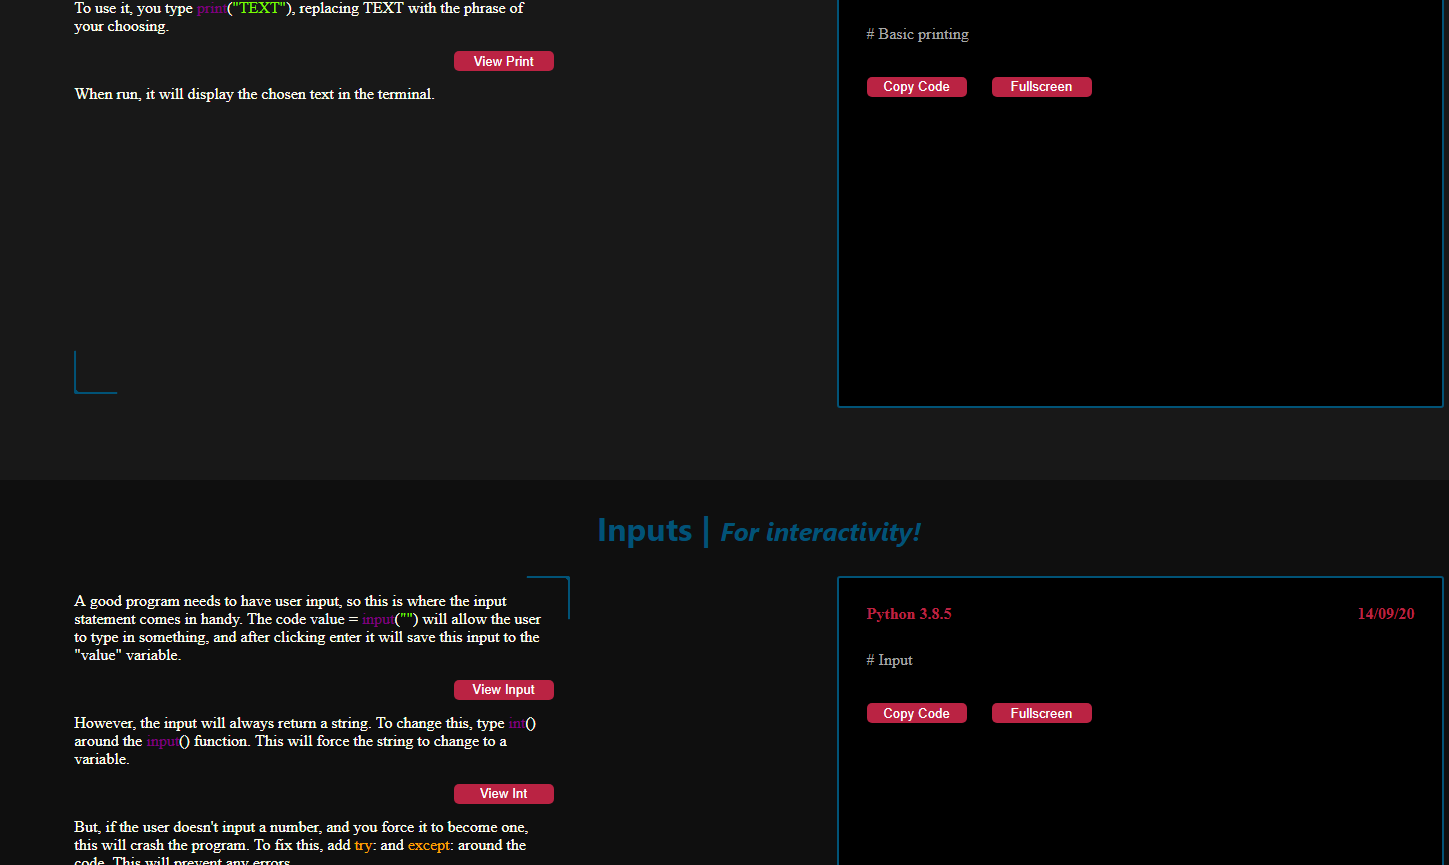 To use it, you type print("TEXT"), replacing TEXT with the phrase of
your choosing.
View Print
When run, it will display the chosen text in the terminal.
# Basic printing
Copy Code Fullscreen
Inputs | For interactivity!
A good program needs to have user input, so this is where the input
statement comes in handy. The code value = input("") will allow the user
to type in something, and after clicking enter it will save this input to the
"value" variable.
View Input
However, the input will always return a string. To change this, type int()
around the input() function. This will force the string to change to a
variable.
View Int
But, if the user doesn't input a number, and you force it to become one,
this will crash the program. To fix this, add try: and except: around the
code. This will prevent any errors
Python 3.8.5 14/09/20
# Input
Copy Code Fullscreen